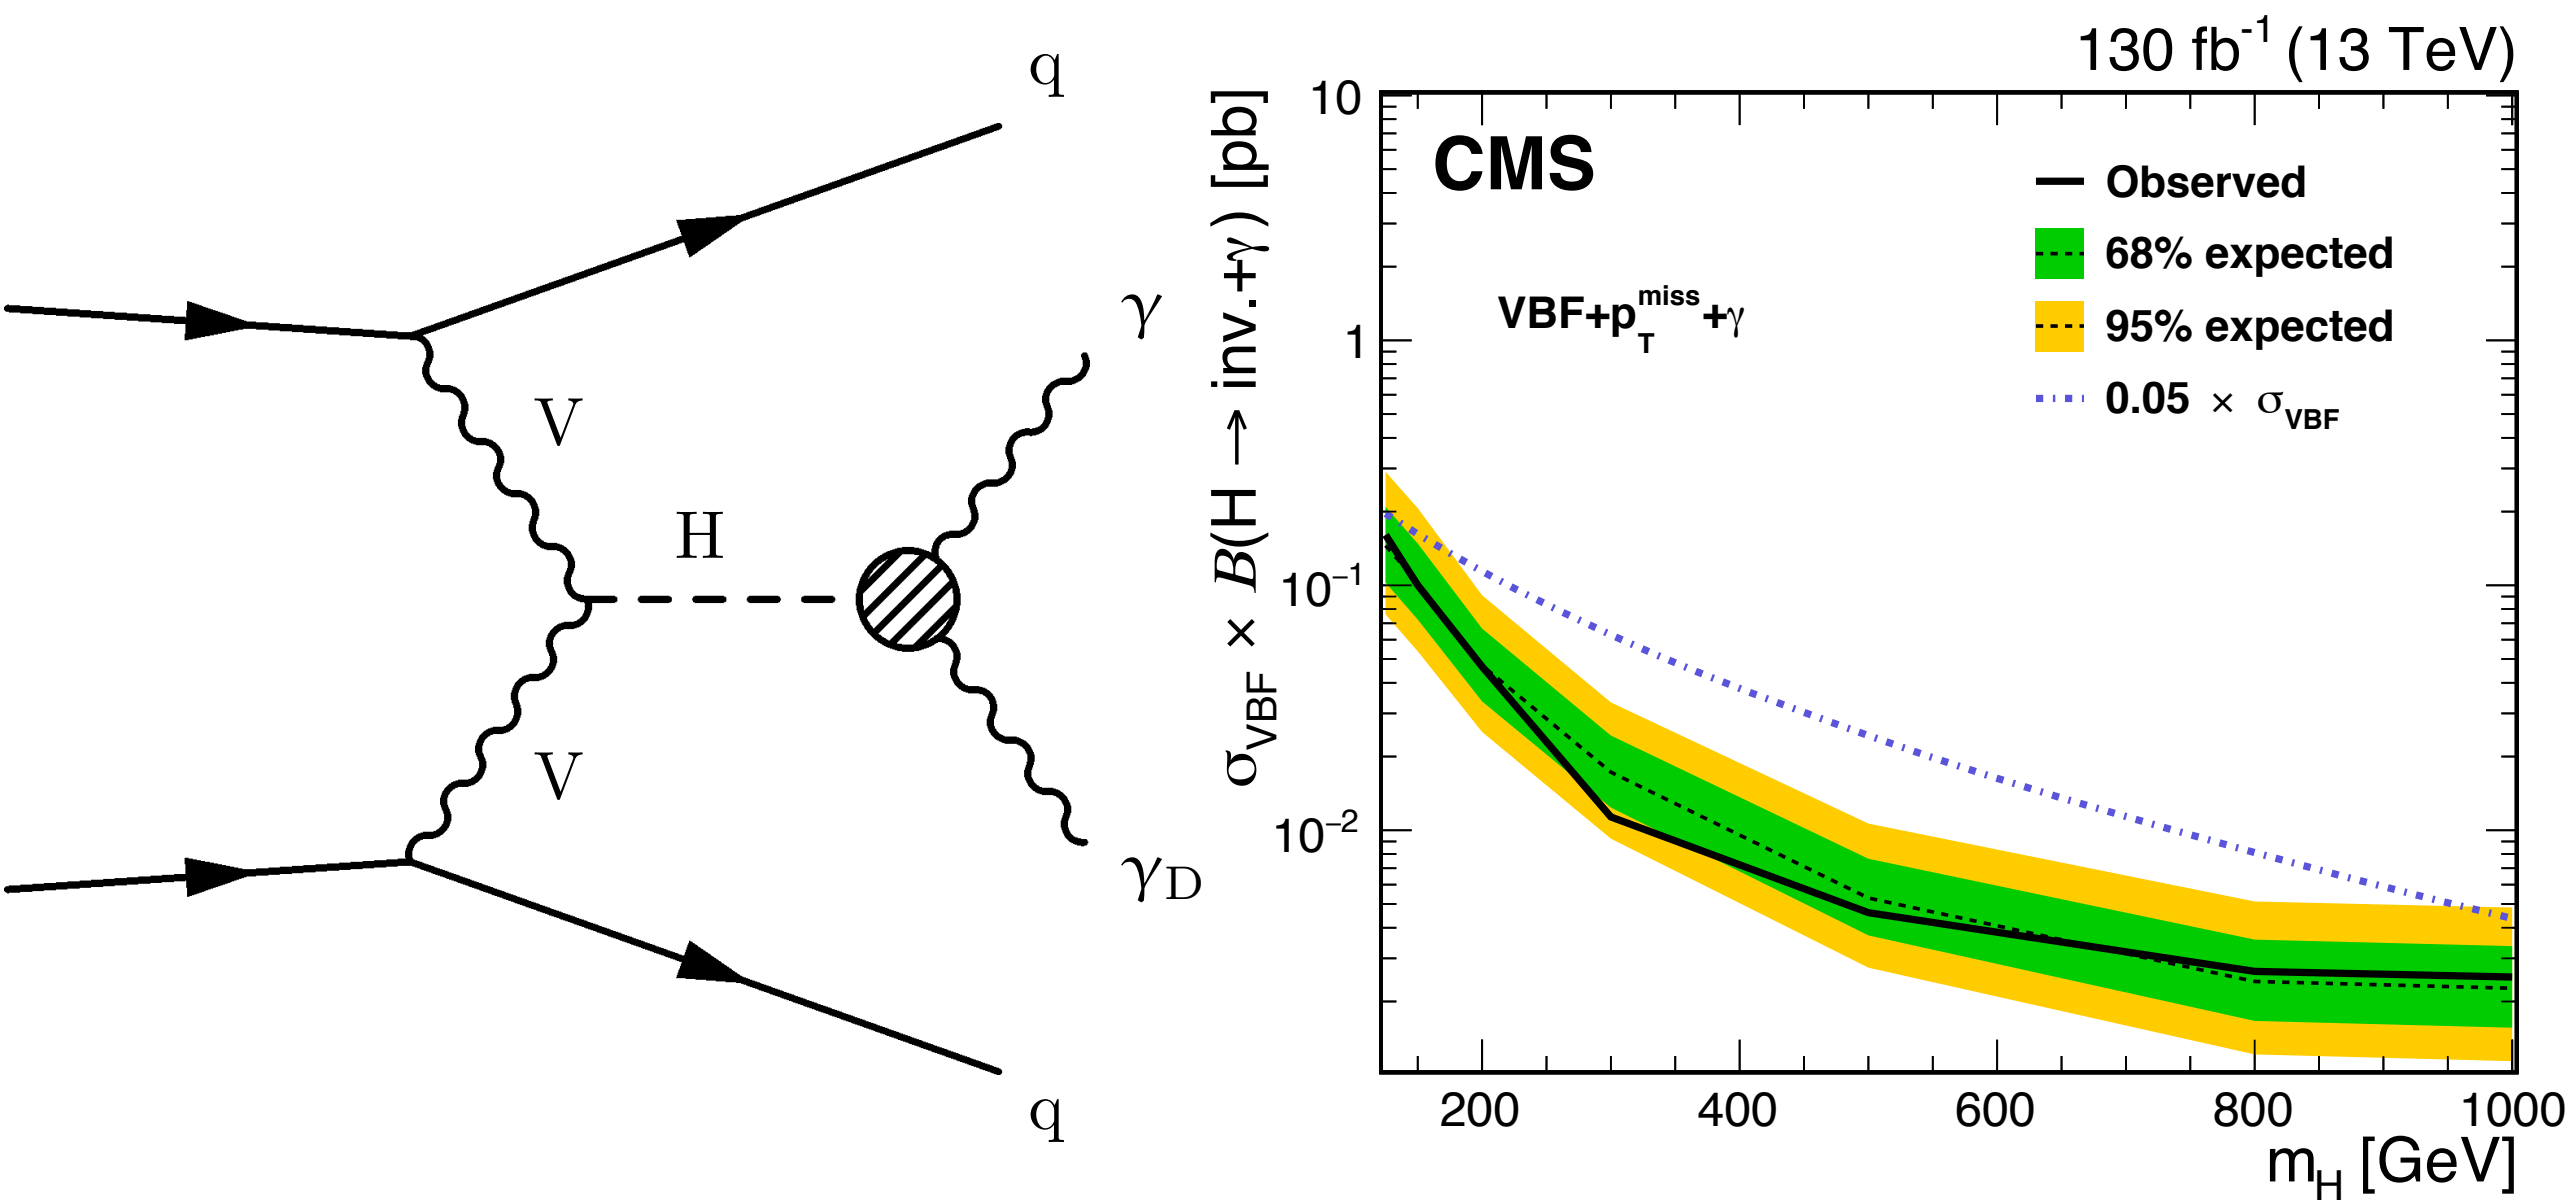 q
γ
V
H
V
γD
q
130 fb⁻¹ (13 TeV)
CMS
VBF+pTmiss+γ
Observed
68% expected
95% expected
0.05 × σVBF
σVBF × B(H → inv.+γ) [pb]
10
1
10⁻¹
10⁻²
200 400 600 800 1000
mH [GeV]